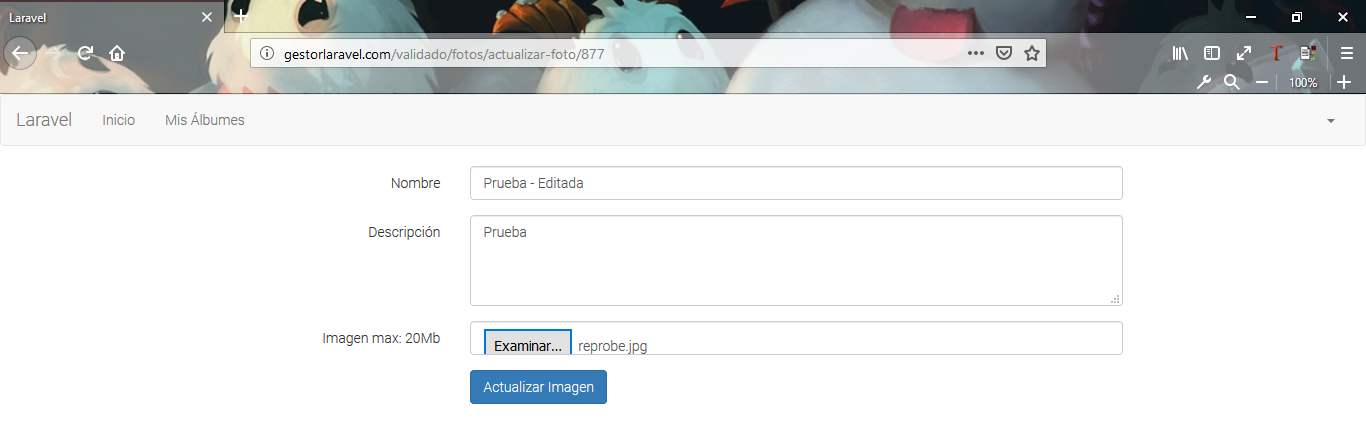 Laravel
gestorlaravel.com/validado/fotos/actualizar-foto/877
100%
Laravel Inicio Mis Álbumes
Nombre Prueba - Editada
Descripción Prueba
Imagen max: 20Mb Examinar... reprobe.jpg
Actualizar Imagen